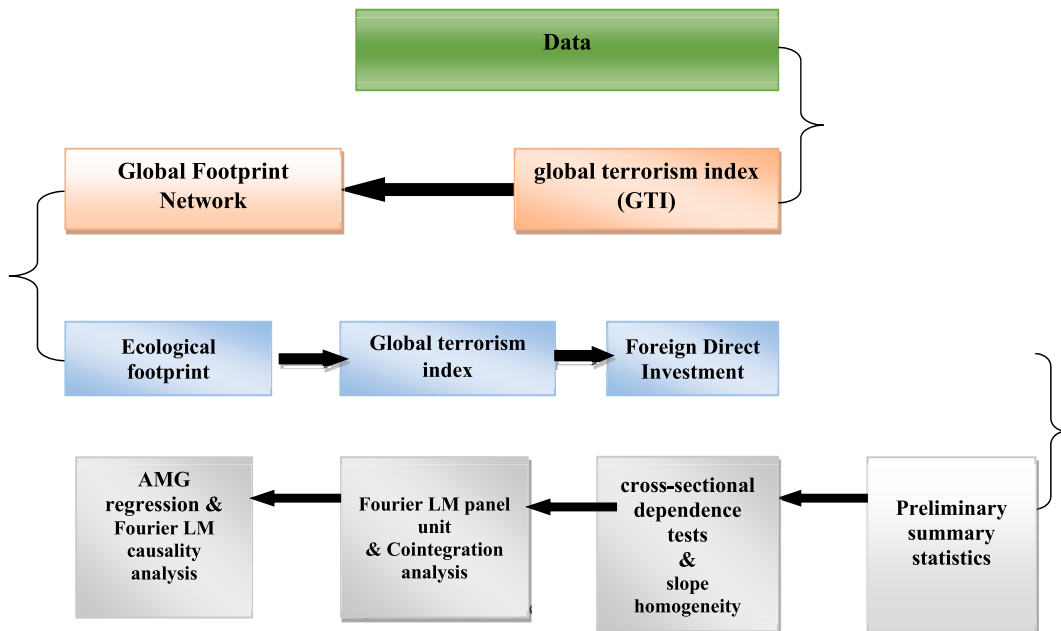 Data
Global Footprint
Network
global terrorism index
(GTI)
Ecological
footprint
Global terrorism
index
Foreign Direct
Investment
AMG
regression &
Fourier LM
causality
analysis
Fourier LM panel
unit
& Cointegration
analysis
cross-sectional
dependence
tests
&
slope
homogeneity
Preliminary
summary
statistics